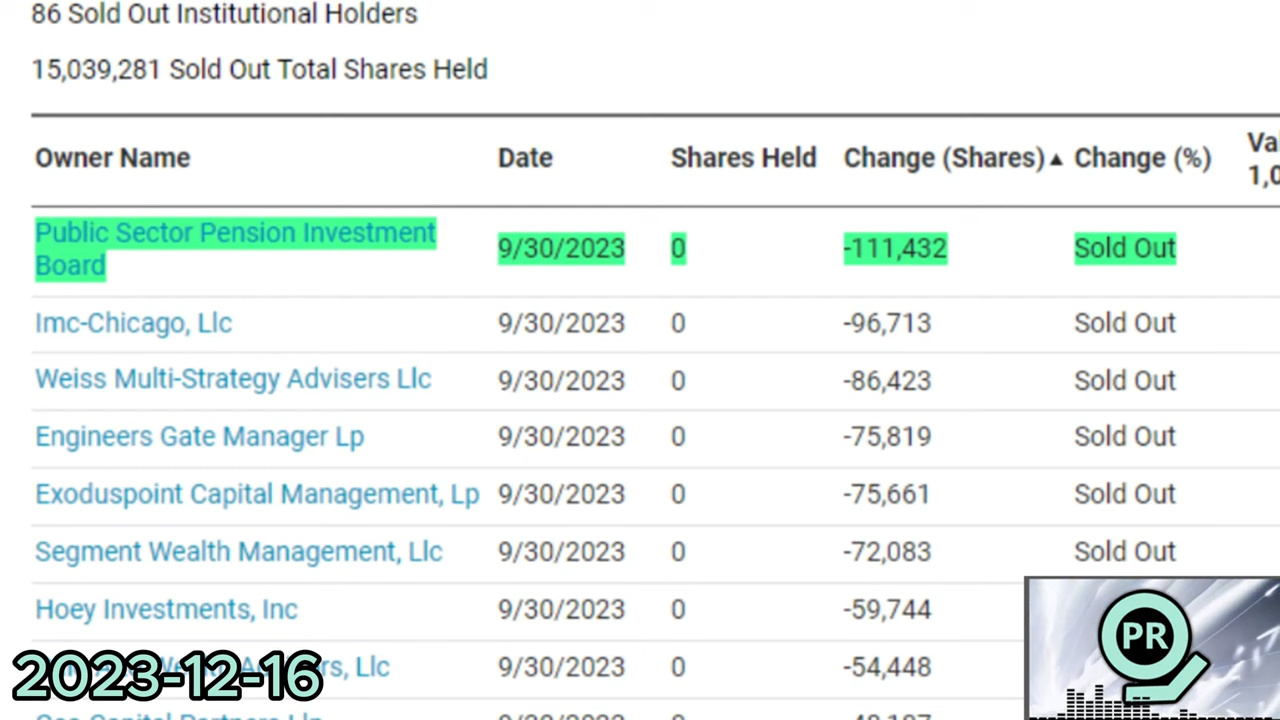 86 Sold Out Institutional Holders
15,039,281 Sold Out Total Shares Held
Owner Name Date Shares Held Change (Shares)▲ Change (%)
Public Sector Pension Investment Board 9/30/2023 0 -111,432 Sold Out
Imc-Chicago, Llc 9/30/2023 0 -96,713 Sold Out
Weiss Multi-Strategy Advisers Llc 9/30/2023 0 -86,423 Sold Out
Engineers Gate Manager Lp 9/30/2023 0 -75,819 Sold Out
Exoduspoint Capital Management, Lp 9/30/2023 0 -75,661 Sold Out
Segment Wealth Management, Llc 9/30/2023 0 -72,083 Sold Out
Hoey Investments, Inc 9/30/2023 0 -59,744
Llc 9/30/2023 0 -54,448
2023-12-16
PR